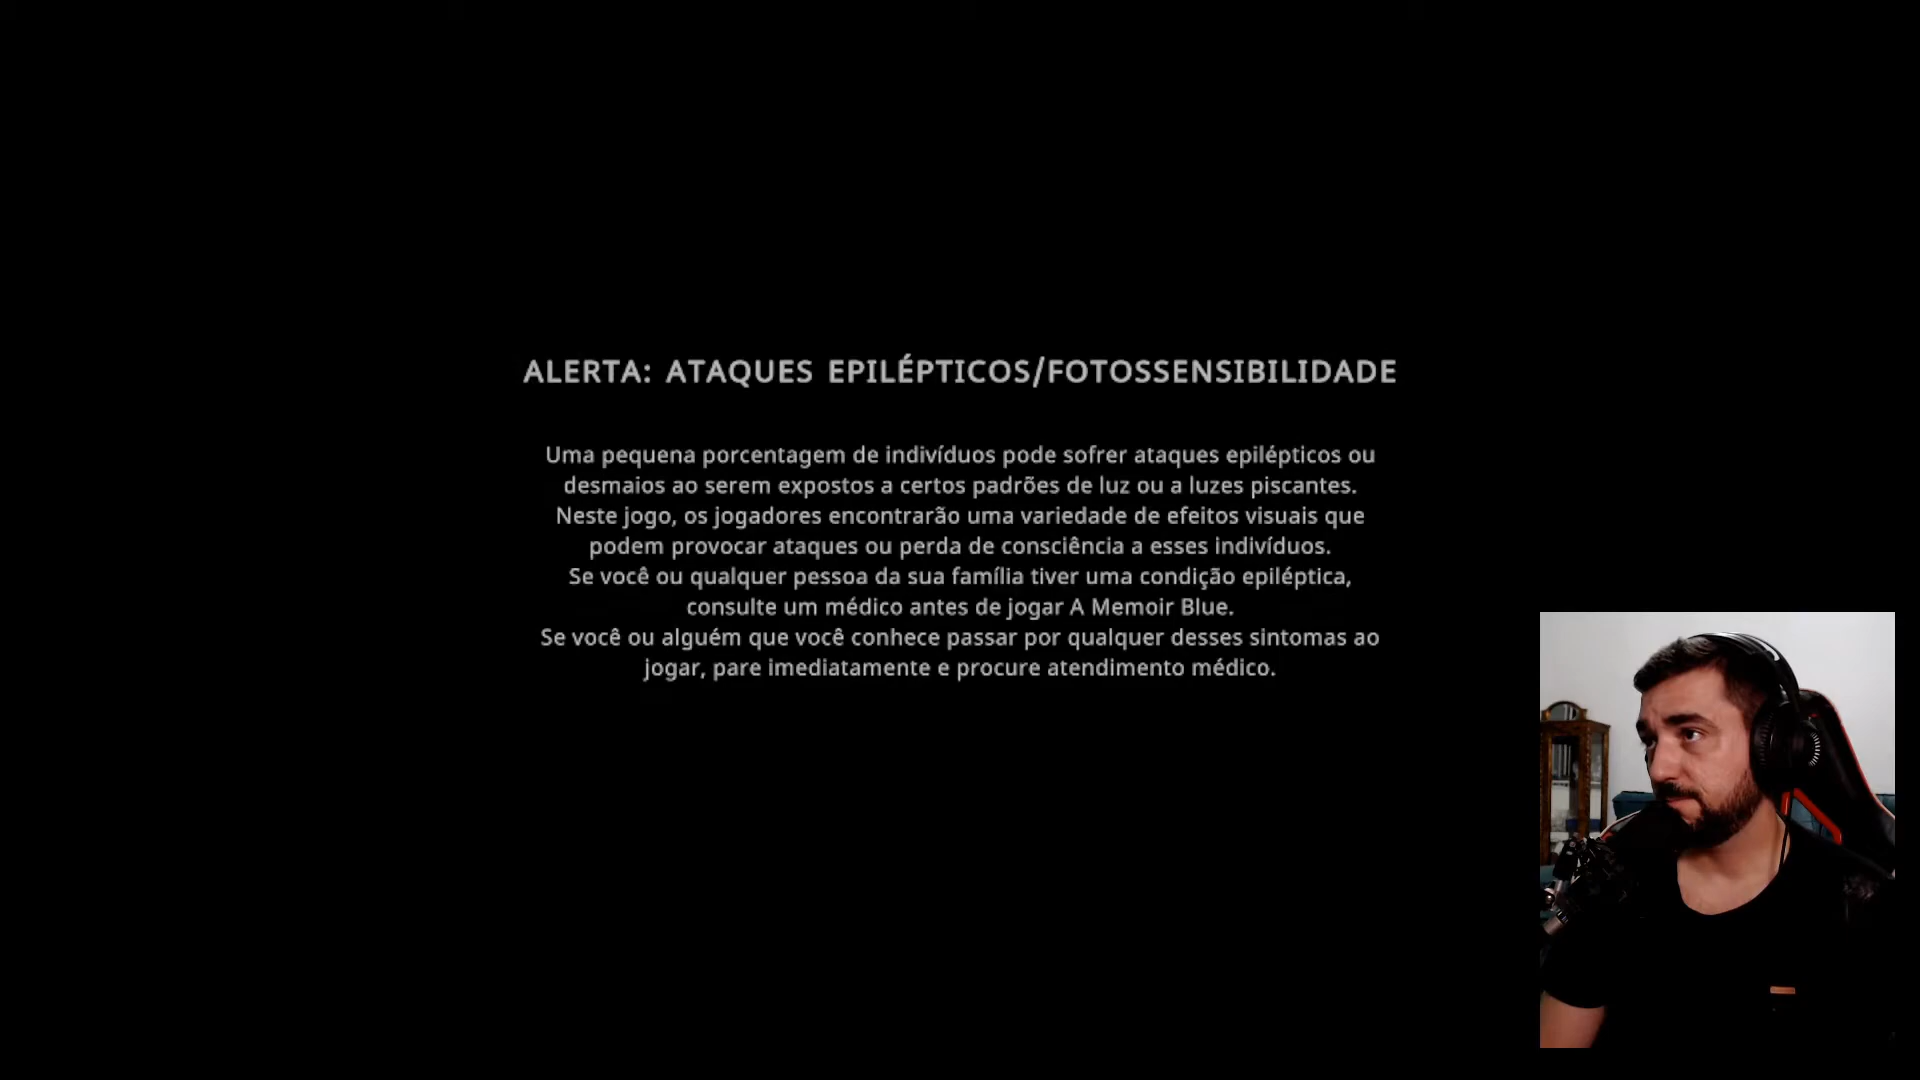 ALERTA: ATAQUES EPILÉPTICOS/FOTOSSENSIBILIDADE
Uma pequena porcentagem de indivíduos pode sofrer ataques epilépticos ou
desmaios ao serem expostos a certos padrões de luz ou a luzes piscantes.
Neste jogo, os jogadores encontrarão uma variedade de efeitos visuais que
podem provocar ataques ou perda de consciência a esses indivíduos.
Se você ou qualquer pessoa da sua família tiver uma condição epiléptica,
consulte um médico antes de jogar A Memoir Blue.
Se você ou alguém que você conhece passar por qualquer desses sintomas ao
jogar, pare imediatamente e procure atendimento médico.